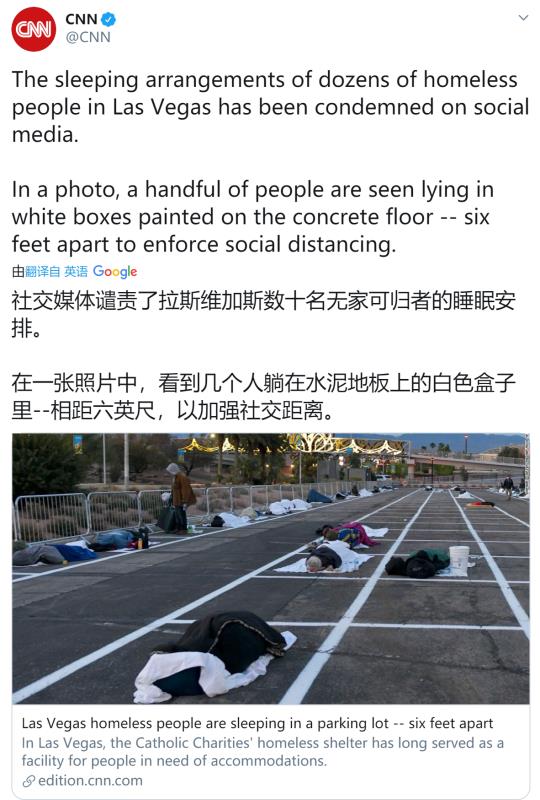 CNN
CNN
@CNN
The sleeping arrangements of dozens of homeless
people in Las Vegas has been condemned on social
media.
In a photo, a handful of people are seen lying in
white boxes painted on the concrete floor -- six
feet apart to enforce social distancing.
由翻译自 英语 Google
社交媒体谴责了拉斯维加斯数十名无家可归者的睡眠安
排。
在一张照片中，看到几个人躺在水泥地板上的白色盒子
里--相距六英尺，以加强社交距离。
Las Vegas homeless people are sleeping in a parking lot -- six feet apart
In Las Vegas, the Catholic Charities' homeless shelter has long served as a
facility for people in need of accommodations.
edition.cnn.com